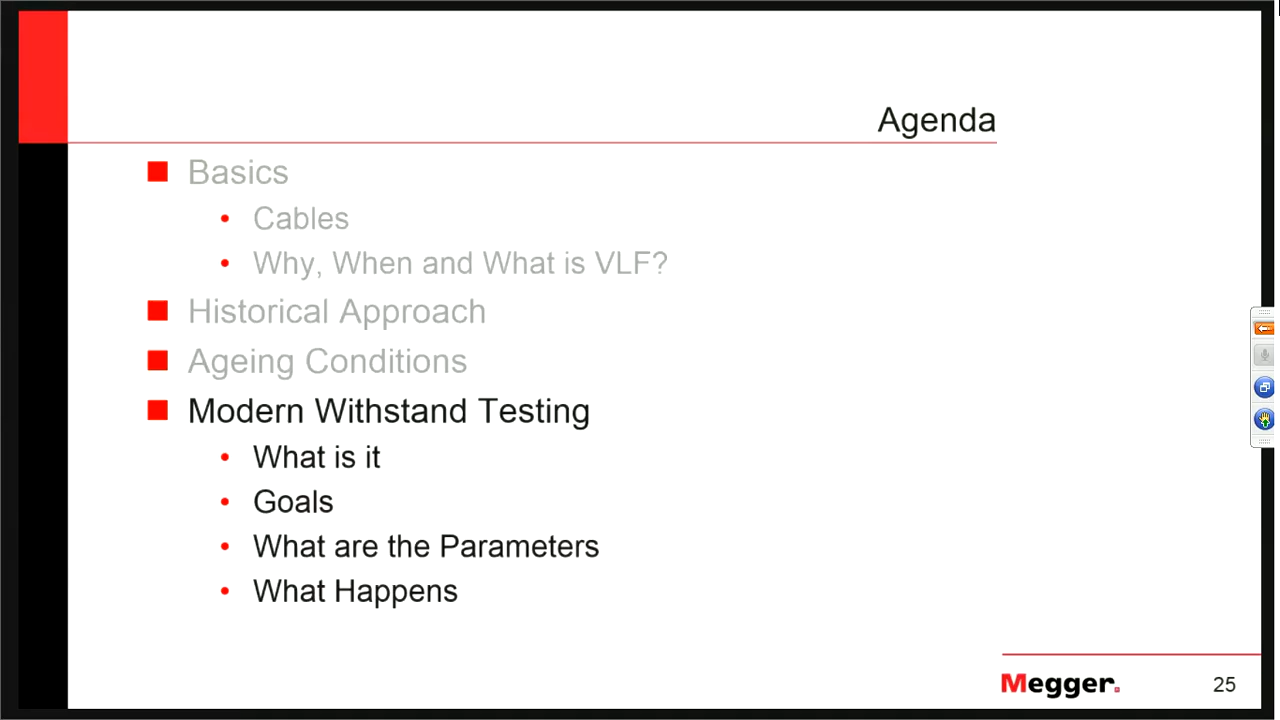 Agenda
Basics
Cables
Why, When and What is VLF?
Historical Approach
Ageing Conditions
Modern Withstand Testing
What is it
Goals
What are the Parameters
What Happens
Megger.
25